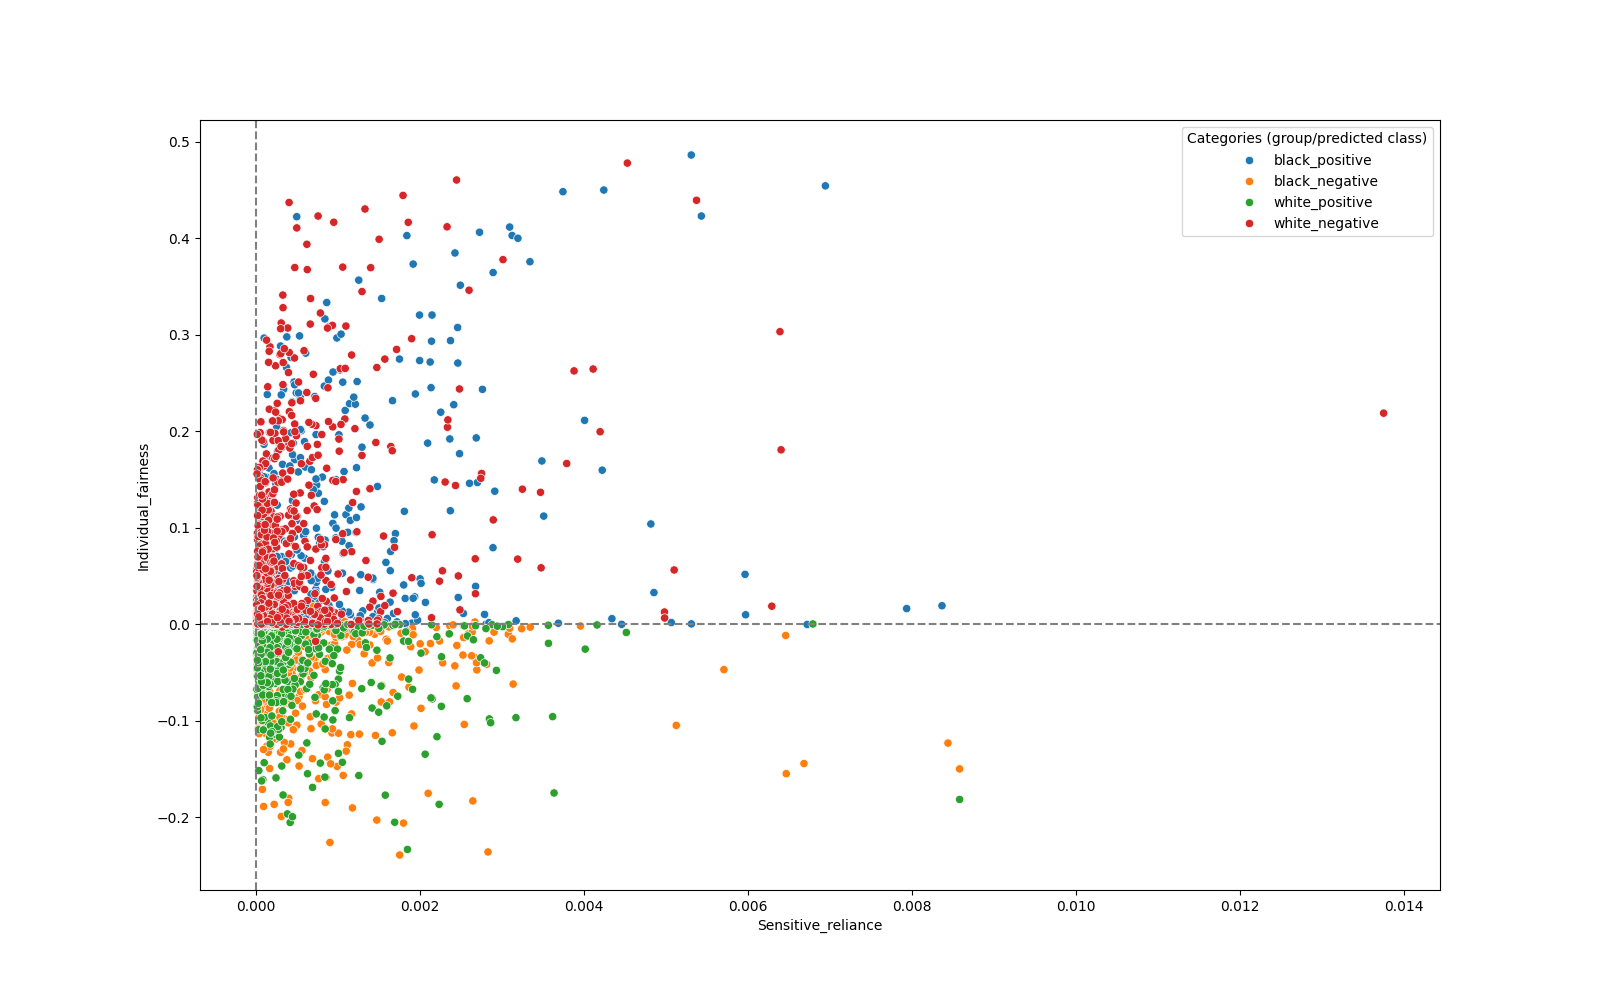 Categories (group/predicted class)
black_positive
black_negative
white_positive
white_negative
0.5
0.4
0.3
0.2
0.1
0.0
−0.1
−0.2
Individual_fairness
0.000 0.002 0.004 0.006 0.008 0.010 0.012 0.014
Sensitive_reliance